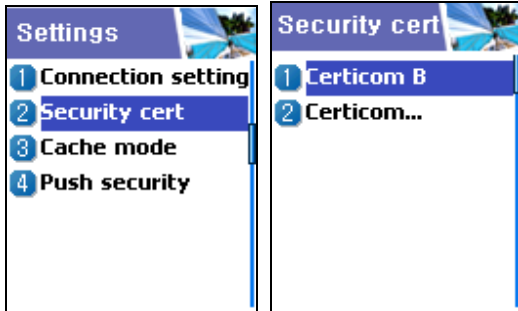 Settings
1 Connection setting
2 Security cert
3 Cache mode
4 Push security
Security cert
1 Certicom B
2 Certicom...